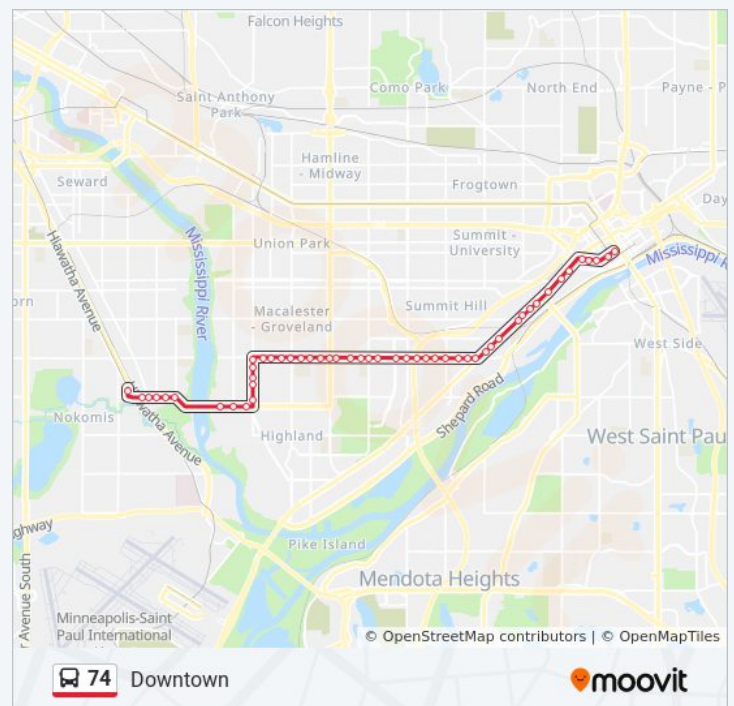 Falcon Heights
Saint Anthony
Park
Como Park
North End
Payne - P
Hamline
- Midway
Seward
Frogtown
Day
Hiawatha Avenue
Mississippi River
Union Park
Summit -
University
Mississippi R
orn
Macalester
- Groveland
Summit Hill
West Side
Shepard Road
Nokomis
watha Avenue
Highland
West Saint Pau
ghway
Pike Island
Mendota Heights
r Avenue South
Minneapolis-Saint
Paul International
© OpenStreetMap contributors | © OpenMapTiles
74 Downtown
moovit